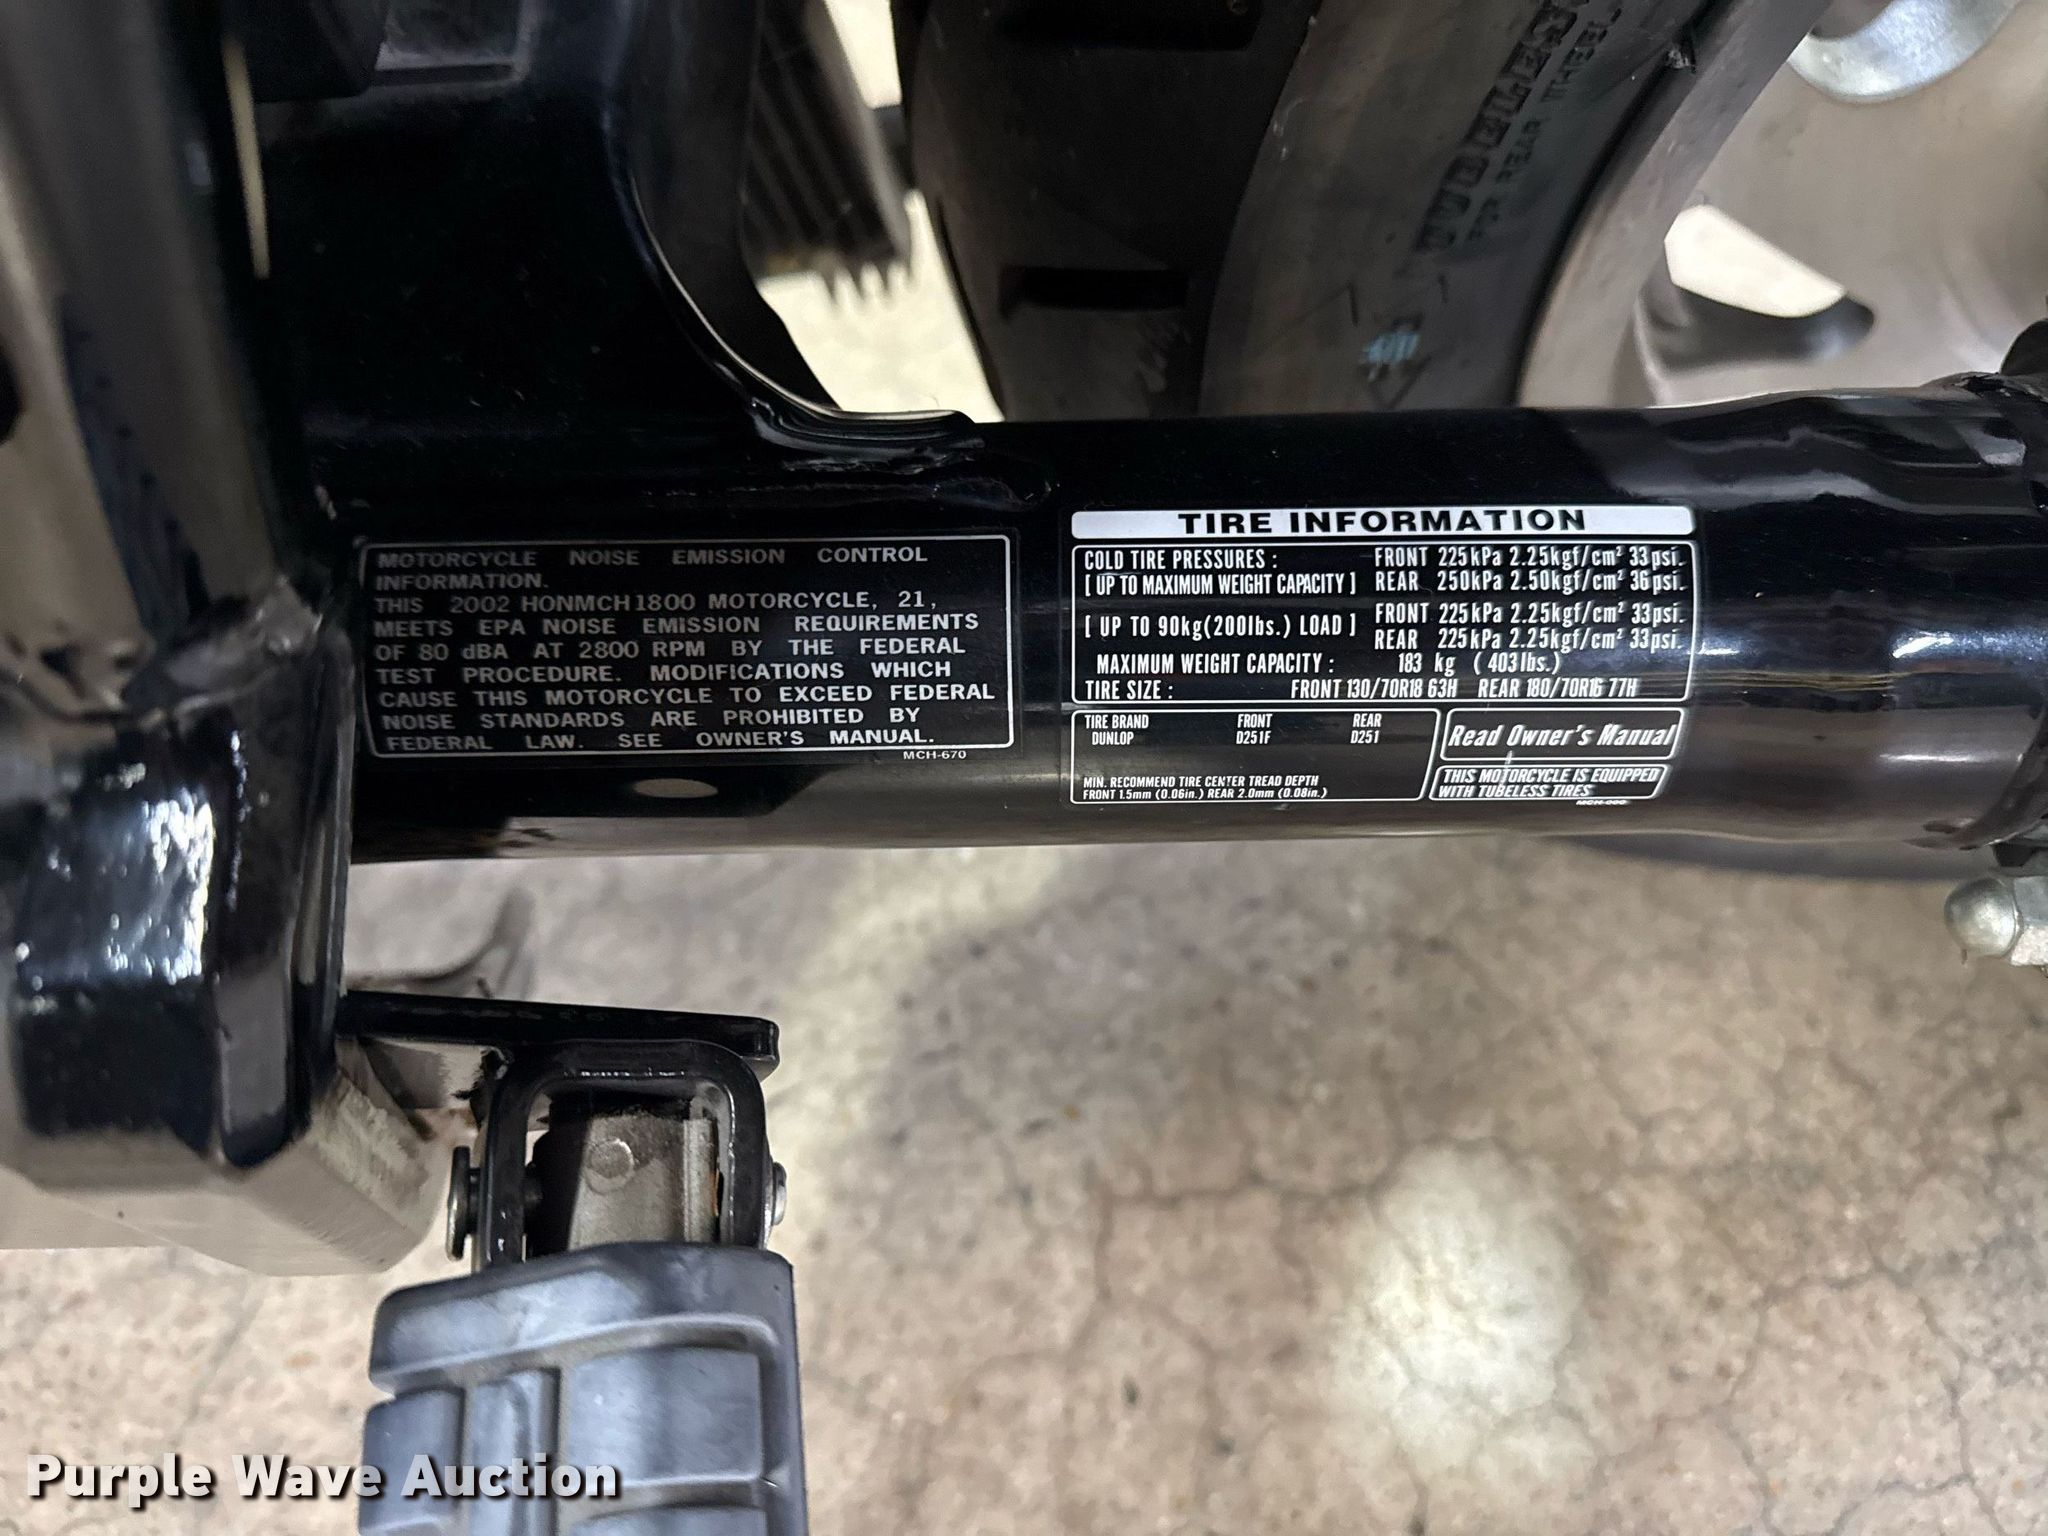 TUBELESS
FOR REAR WHEEL
MOTORCYCLE NOISE EMISSION CONTROL
INFORMATION.
THIS 2002 HONMCH1800 MOTORCYCLE, 21,
MEETS EPA NOISE EMISSION REQUIREMENTS
OF 80 dBA AT 2800 RPM BY THE FEDERAL
TEST PROCEDURE. MODIFICATIONS WHICH
CAUSE THIS MOTORCYCLE TO EXCEED FEDERAL
NOISE STANDARDS ARE PROHIBITED BY
FEDERAL LAW. SEE OWNER'S MANUAL.
MCH-670
TIRE INFORMATION
COLD TIRE PRESSURES : FRONT 225kPa 2.25kgf/cm² 33psi.
[ UP TO MAXIMUM WEIGHT CAPACITY ] REAR 250kPa 2.50kgf/cm² 36psi.
[ UP TO 90kg(200lbs.) LOAD ] FRONT 225kPa 2.25kgf/cm² 33psi.
REAR 225kPa 2.25kgf/cm² 33psi.
MAXIMUM WEIGHT CAPACITY : 183 kg (403lbs.)
TIRE SIZE : FRONT 130/70R18 63H REAR 180/70R16 77H
TIRE BRAND FRONT REAR
DUNLOP D251F D251
MIN. RECOMMEND TIRE CENTER TREAD DEPTH
FRONT 1.5mm (0.06in.) REAR 2.0mm (0.08in.)
Read Owner's Manual
THIS MOTORCYCLE IS EQUIPPED
WITH TUBELESS TIRES
Purple Wave Auction